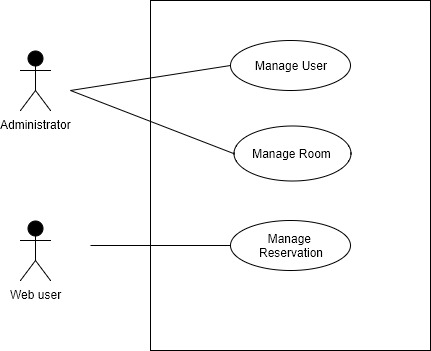 Manage User
Administrator
Manage Room
Manage
Reservation
Web user